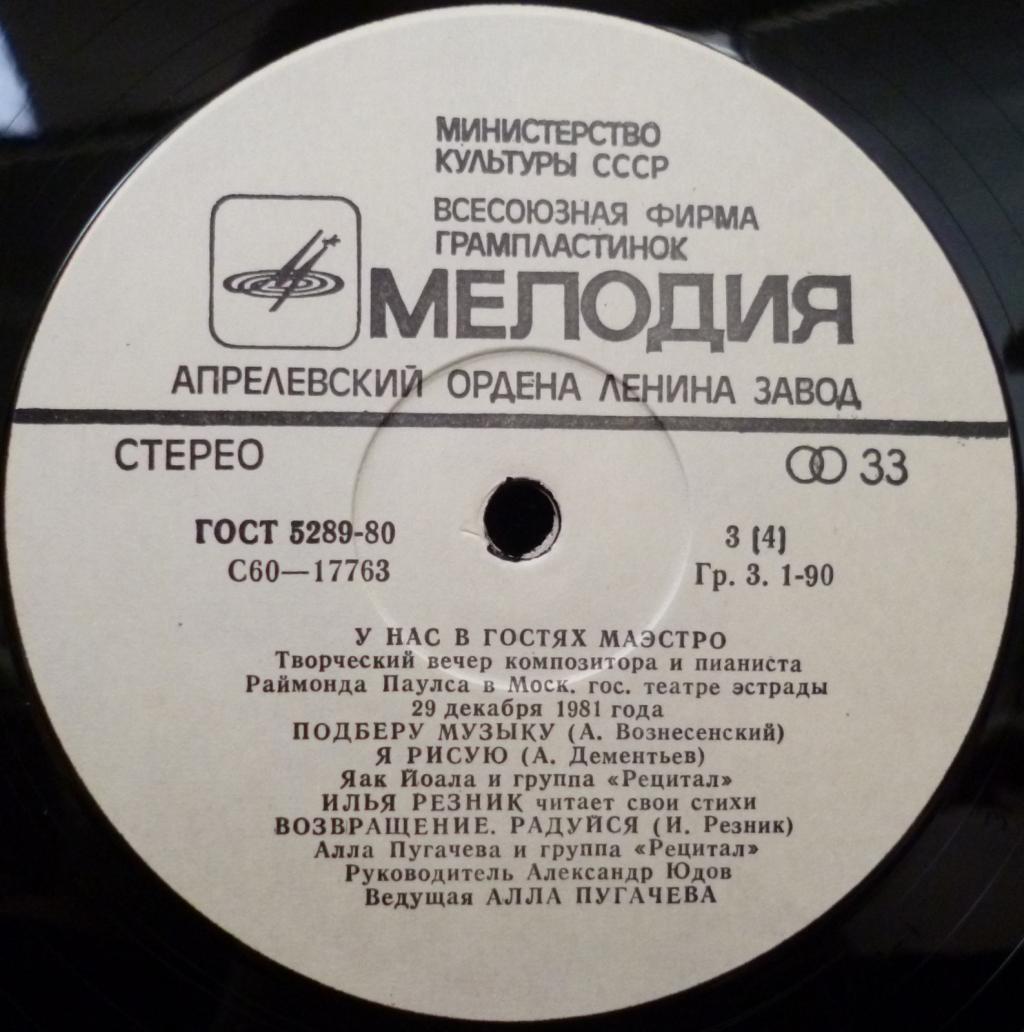 МИНИСТЕРСТВО
КУЛЬТУРЫ СССР
ВСЕСОЮЗНАЯ ФИРМА
ГРАМПЛАСТИНОК
МЕЛОДИЯ
АПРЕЛЕВСКИЙ ОРДЕНА ЛЕНИНА ЗАВОД
СТЕРЕО 33
ГОСТ 5289-80 3 (4)
С60—17763 Гр. 3. 1-90
У НАС В ГОСТЯХ МАЭСТРО
Творческий вечер композитора и пианиста
Раймонда Паулса в Моск. гос. театре эстрады
29 декабря 1981 года
ПОДБЕРУ МУЗЫКУ (А. Вознесенский)
Я РИСУЮ (А. Дементьев)
Яак Йоала и группа «Рецитал»
ИЛЬЯ РЕЗНИК читает свои стихи
ВОЗВРАЩЕНИЕ. РАДУЙСЯ (И. Резник)
Алла Пугачева и группа «Рецитал»
Руководитель Александр Юдов
Ведущая АЛЛА ПУГАЧЕВА